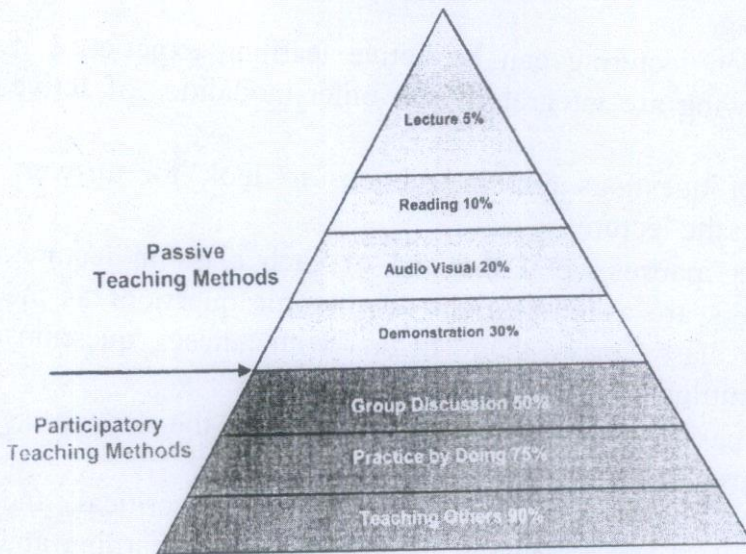 Lecture 5%
Reading 10%
Passive
Teaching Methods
Audio Visual 20%
Demonstration 30%
Participatory
Teaching Methods
Group Discussion 50%
Practice by Doing 75%
Teaching Others 90%